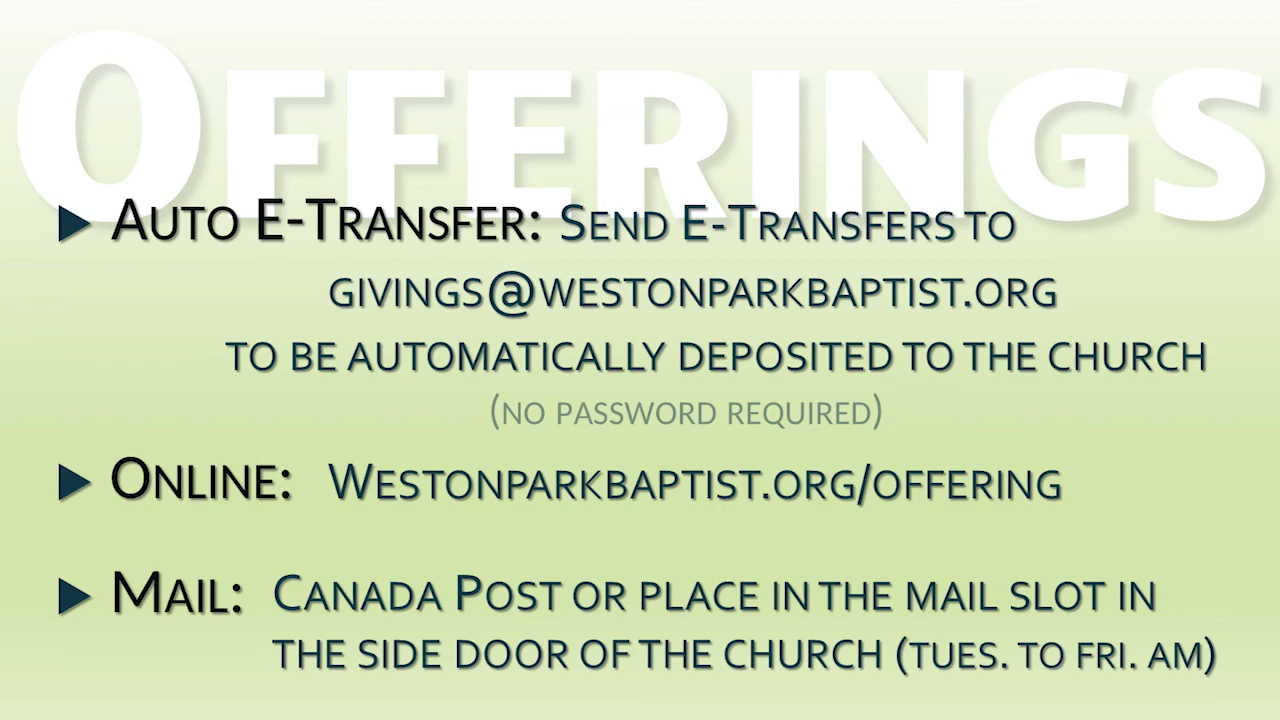 OFFERINGS
AUTO E-TRANSFER: SEND E-TRANSFERS TO
GIVINGS@WESTONPARKBAPTIST.ORG
TO BE AUTOMATICALLY DEPOSITED TO THE CHURCH
(NO PASSWORD REQUIRED)
ONLINE: WESTONPARKBAPTIST.ORG/OFFERING
MAIL: CANADA POST OR PLACE IN THE MAIL SLOT IN
THE SIDE DOOR OF THE CHURCH (TUES. TO FRI. AM)